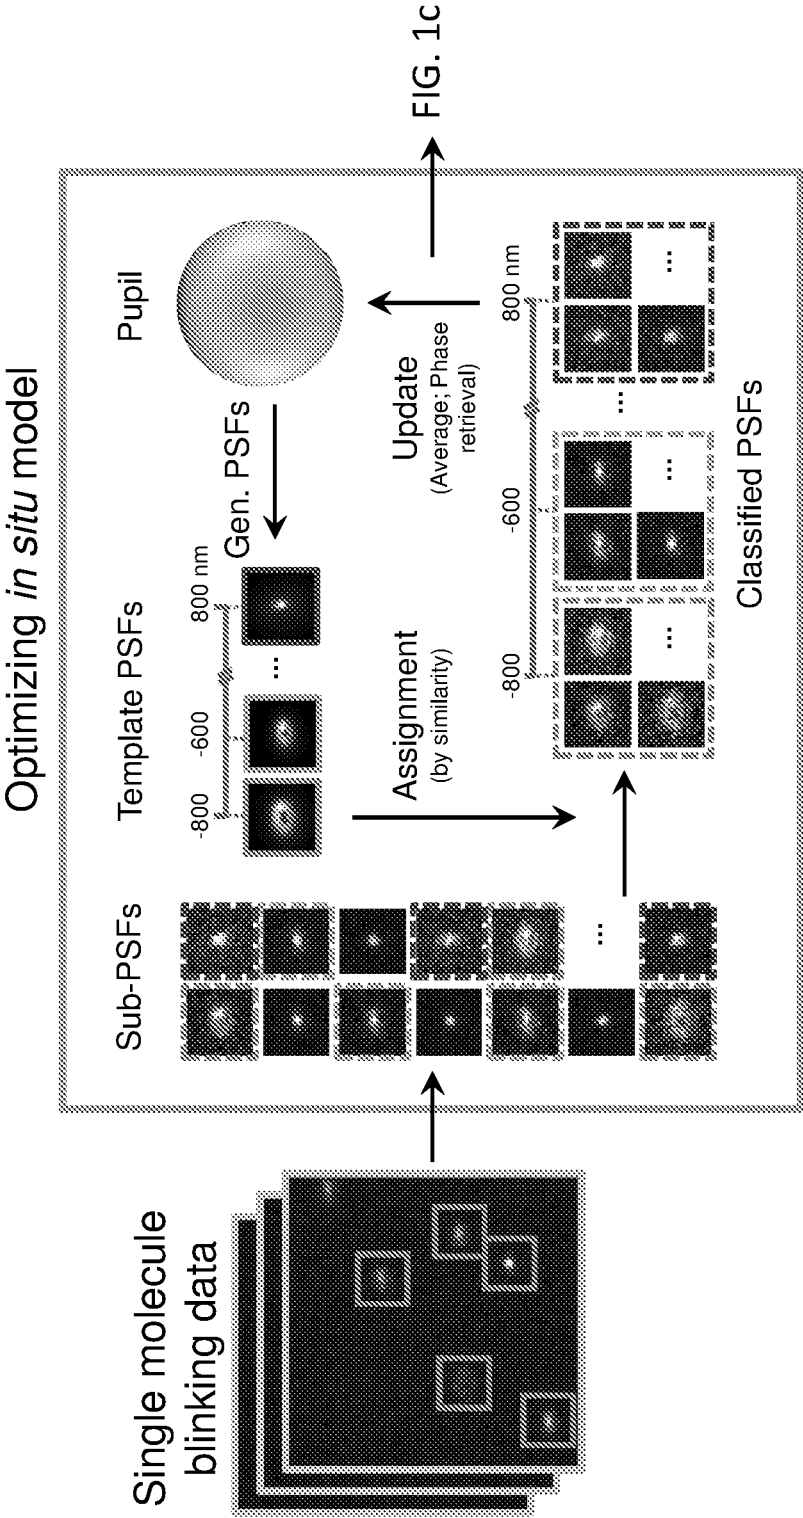 Optimizing in situ model
Single molecule
blinking data
Sub-PSFs
Template PSFs
-800
-600
800 nm
...
Gen. PSFs
Pupil
Assignment
(by similarity)
Update
(Average; Phase
retrieval)
-800
-600
800 nm
...
...
...
...
...
Classified PSFs
FIG. 1c